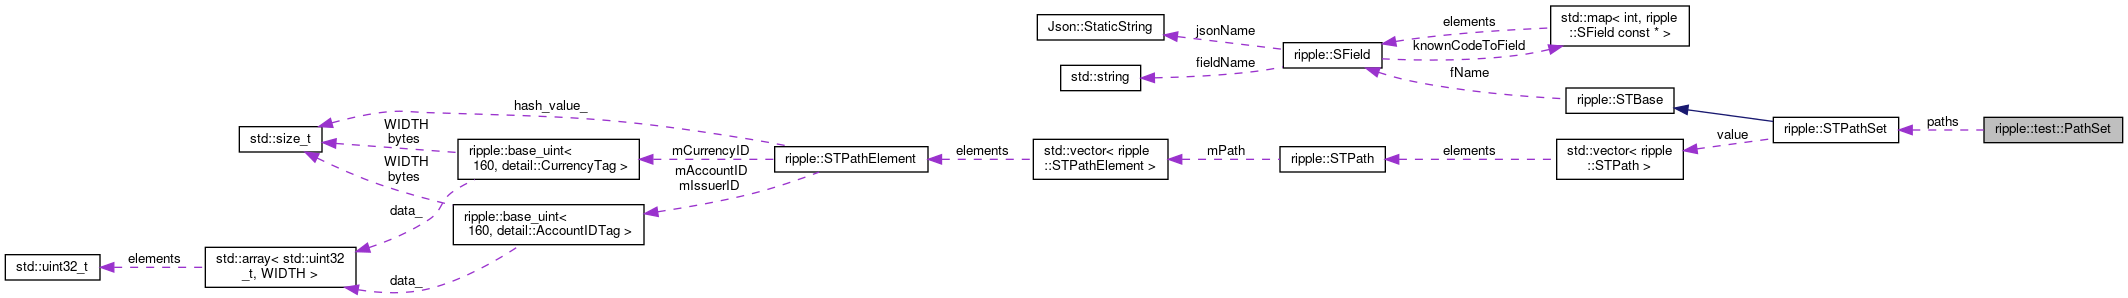 Json::StaticString
jsonName
elements
std::map< int, ripple
::SField const * >
ripple::SField
knownCodeToField
std::string
fieldName
fName
ripple::STBase
hash_value_
std::size_t
WIDTH
bytes
WIDTH
bytes
ripple::base_uint<
160, detail::CurrencyTag >
mCurrencyID
mAccountID
mIssuerID
ripple::STPathElement
elements
std::vector< ripple
::STPathElement >
mPath
ripple::STPath
elements
std::vector< ripple
::STPath >
value
ripple::STPathSet
paths
ripple::test::PathSet
data_
ripple::base_uint<
160, detail::AccountIDTag >
std::uint32_t
elements
std::array< std::uint32
_t, WIDTH >
data_